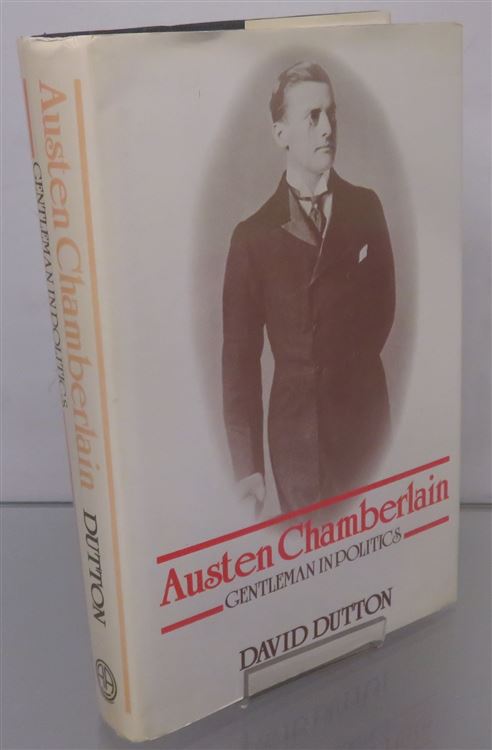 Austen Chamberlain
GENTLEMAN IN POLITICS
DUTTON
Austen Chamberlain
GENTLEMAN IN POLITICS
DAVID DUTTON